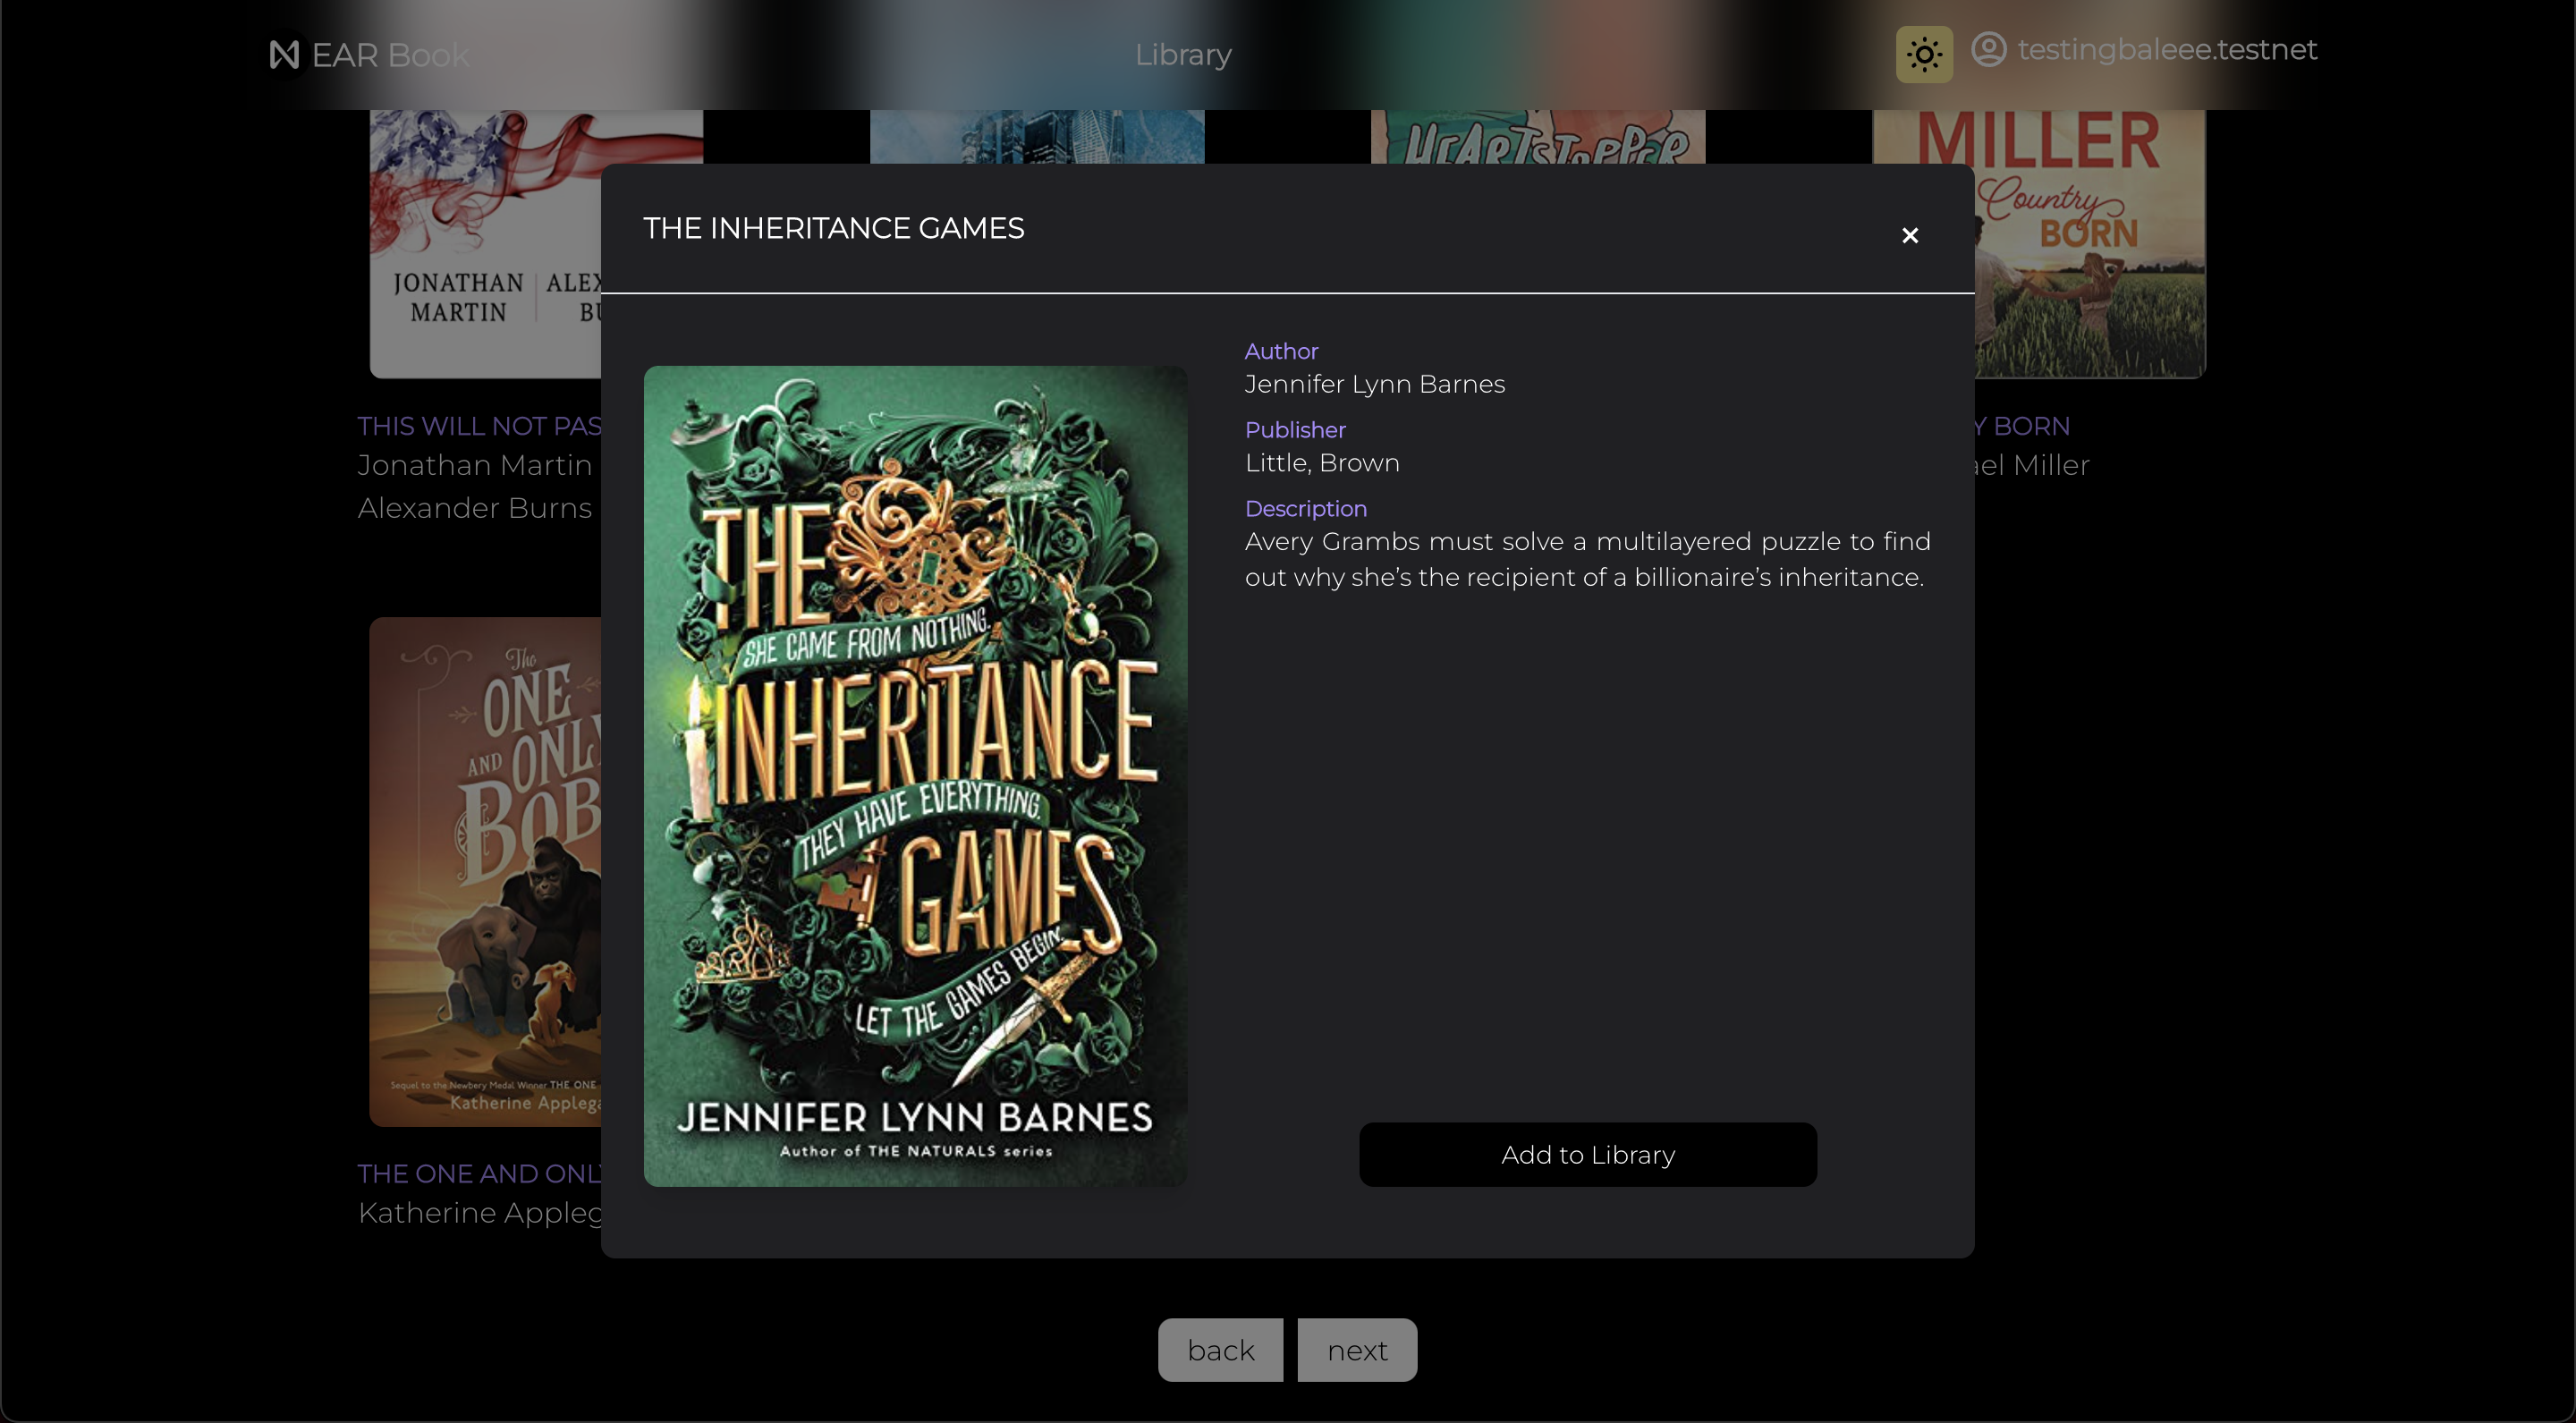 EAR Book
Library
testingbaleee.testnet
HEARTSTOPPER
MILLER
Country
BORN
JONATHAN
MARTIN
THIS WILL NOT PAS
Jonathan Martin
Alexander Burns
Y BORN
ael Miller
THE INHERITANCE GAMES
×
THE
SHE CAME FROM NOTHING.
INHERITANCE
THEY HAVE EVERYTHING.
GAMES
LET THE GAMES BEGIN.
JENNIFER LYNN BARNES
Author of THE NATURALS series
Author
Jennifer Lynn Barnes
Publisher
Little, Brown
Description
Avery Grambs must solve a multilayered puzzle to find
out why she’s the recipient of a billionaire’s inheritance.
Add to Library
The
ONE
AND ONL
BOB
Sequel to the Newbery Medal Winner THE ONE
Katherine Applega
THE ONE AND ONLY
Katherine Appleg
back
next